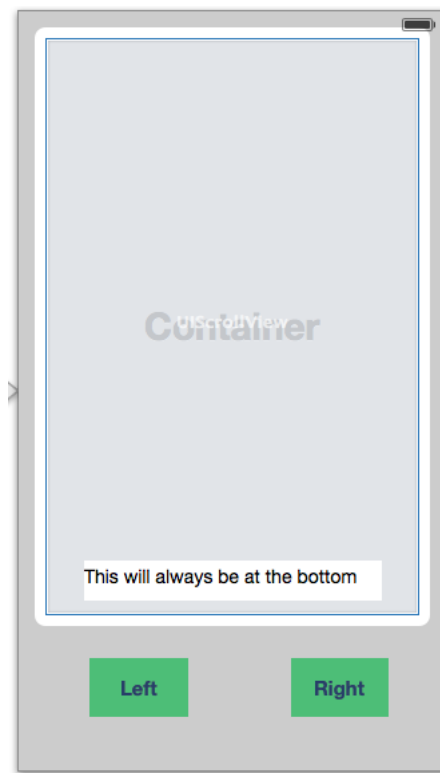 Container
UIScrollView
This will always be at the bottom
Left
Right